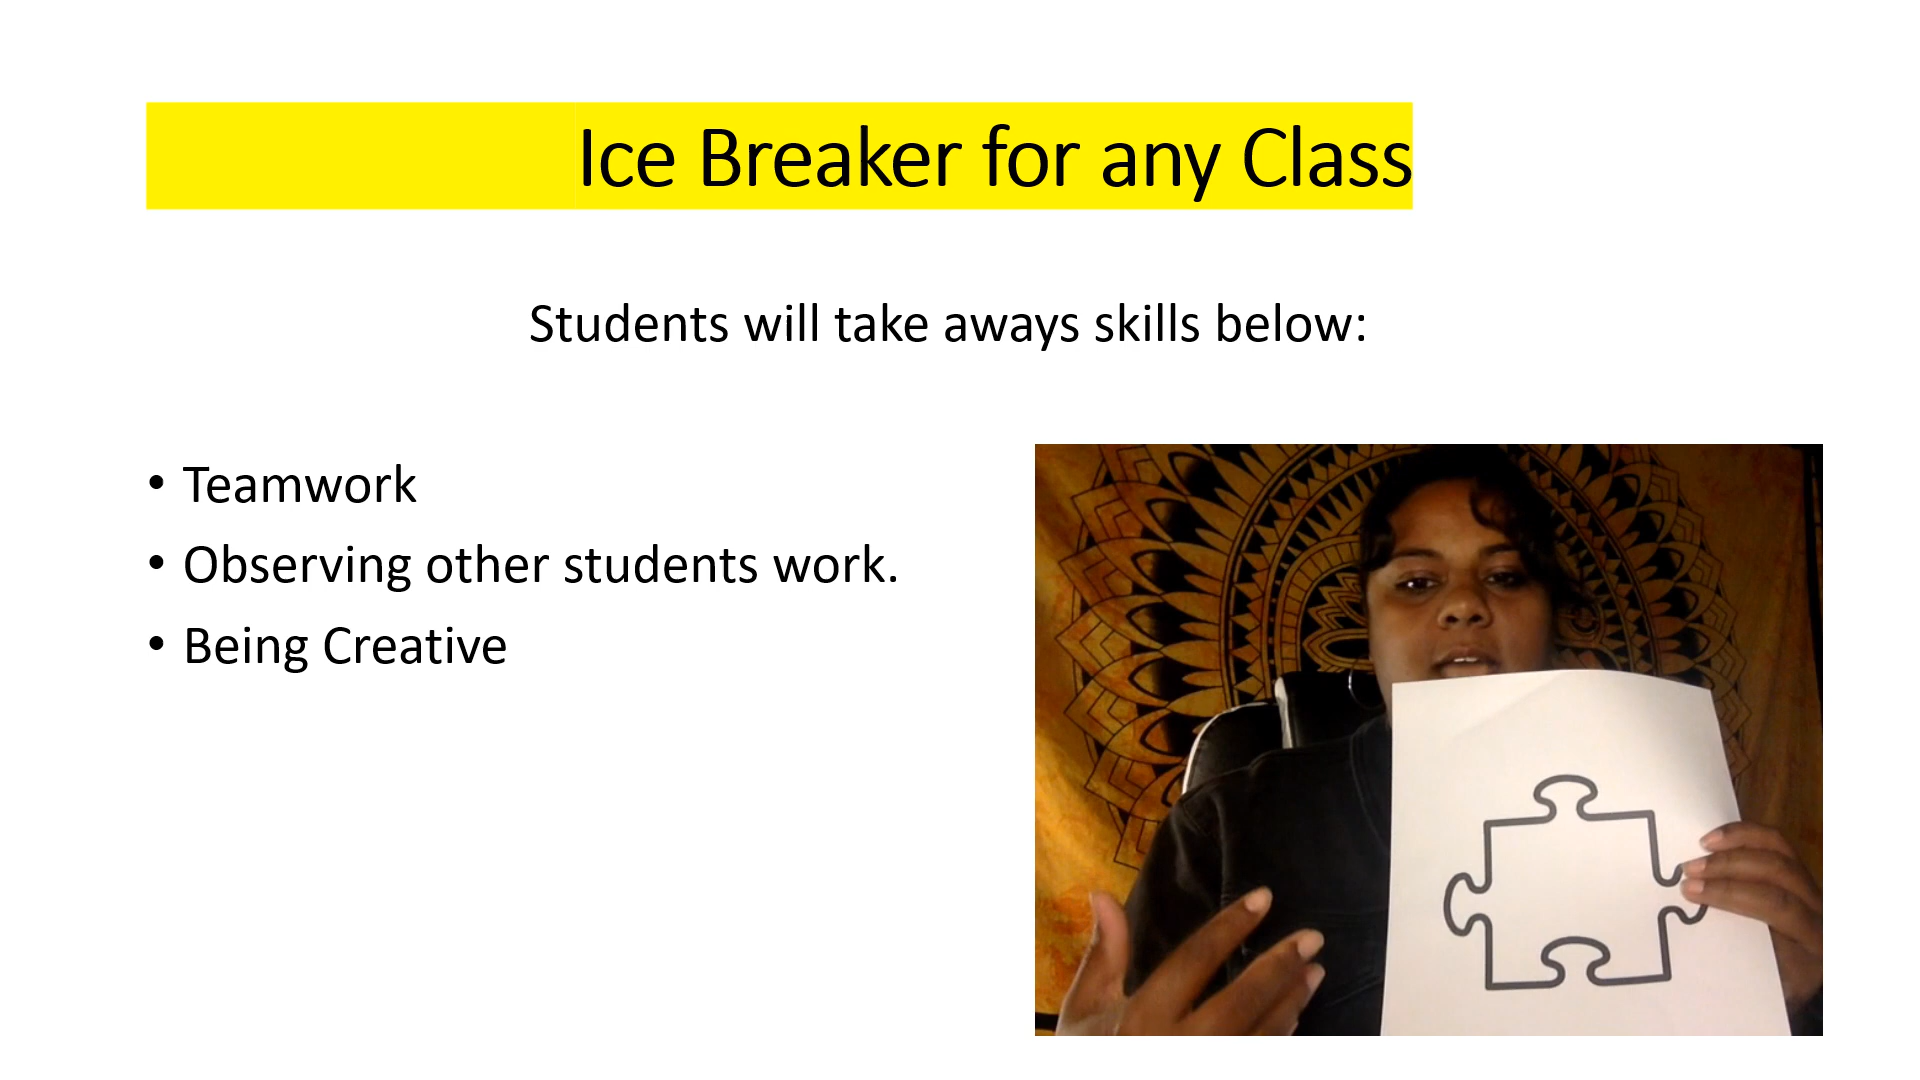 Ice Breaker for any Class
Students will take aways skills below:
• Teamwork
• Observing other students work.
• Being Creative